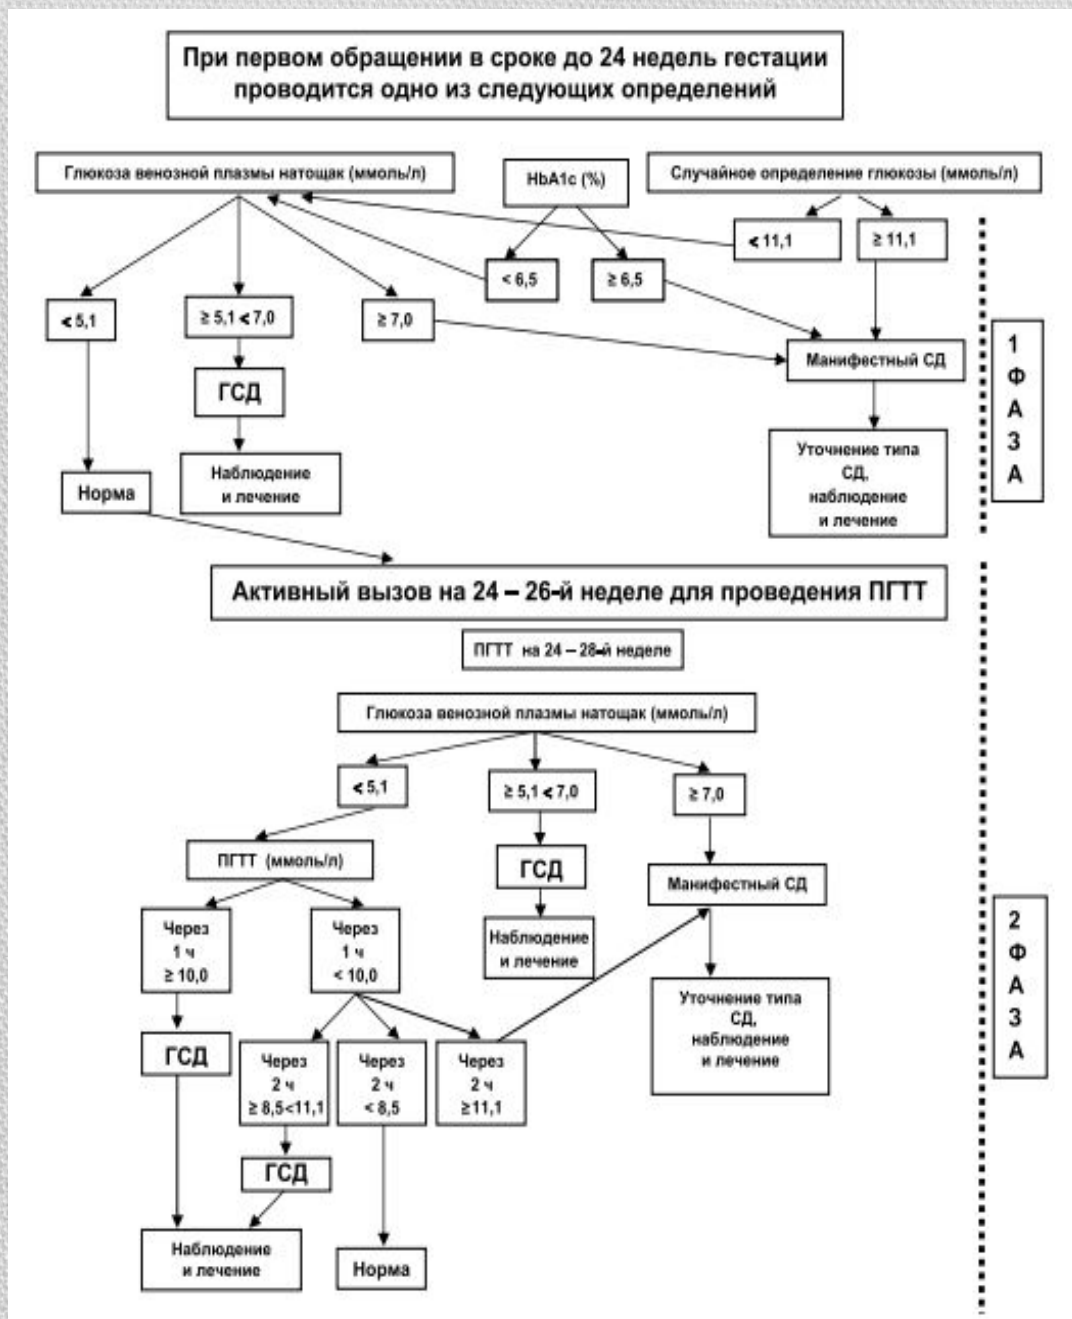 При первом обращении в сроке до 24 недель гестации
проводится одно из следующих определений
Глюкоза венозной плазмы натощак (ммоль/л)
HbA1c (%)
Случайное определение глюкозы (ммоль/л)
< 11,1
≥ 11,1
< 6,5
≥ 6,5
< 5,1
≥ 5,1 < 7,0
≥ 7,0
Манифестный СД
ГСД
Уточнение типа
СД,
наблюдение
и лечение
Наблюдение
и лечение
Норма
1
Ф
А
З
А
Активный вызов на 24 – 26-й неделе для проведения ПГТТ
ПГТТ на 24 – 28-й неделе
Глюкоза венозной плазмы натощак (ммоль/л)
< 5,1
≥ 5,1 < 7,0
≥ 7,0
ПГТТ (ммоль/л)
ГСД
Манифестный СД
Через
1 ч
≥ 10,0
Через
1 ч
< 10,0
Наблюдение
и лечение
Уточнение типа
СД,
наблюдение
и лечение
ГСД
Через
2 ч
≥ 8,5<11,1
Через
2 ч
< 8,5
Через
2 ч
≥11,1
ГСД
Наблюдение
и лечение
Норма
2
Ф
А
З
А